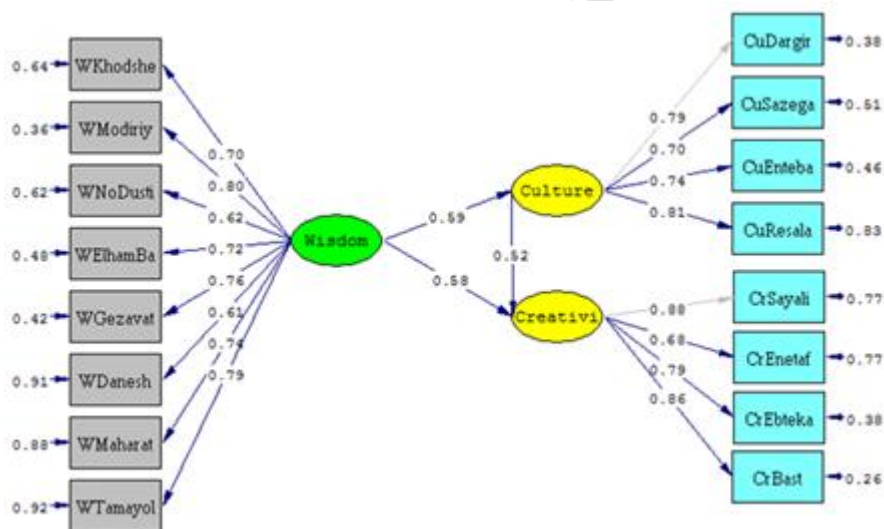 0.64
WKhodshe
0.36
WModiriy
0.62
WNoDusti
0.48
WElhamBa
0.42
WGezavat
0.91
WDanesh
0.88
WMaharat
0.92
WTamayol
0.70
0.80
0.62
0.72
0.76
0.61
0.74
0.79
Wisdom
0.59
0.58
Culture
0.52
Creativi
0.79
0.70
0.74
0.81
0.88
0.68
0.79
0.86
CuDargir
0.38
CuSazega
0.51
CuEnteba
0.46
CuResala
0.83
CrSayali
0.77
CrEnetaf
0.77
CrEbteka
0.38
CrBast
0.26